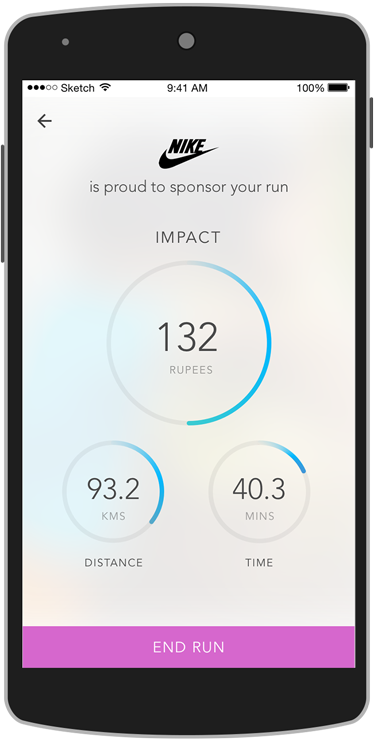 Sketch 9:41 AM 100%
NIKE
is proud to sponsor your run
IMPACT
132
RUPEES
93.2 40.3
KMS MINS
DISTANCE TIME
END RUN